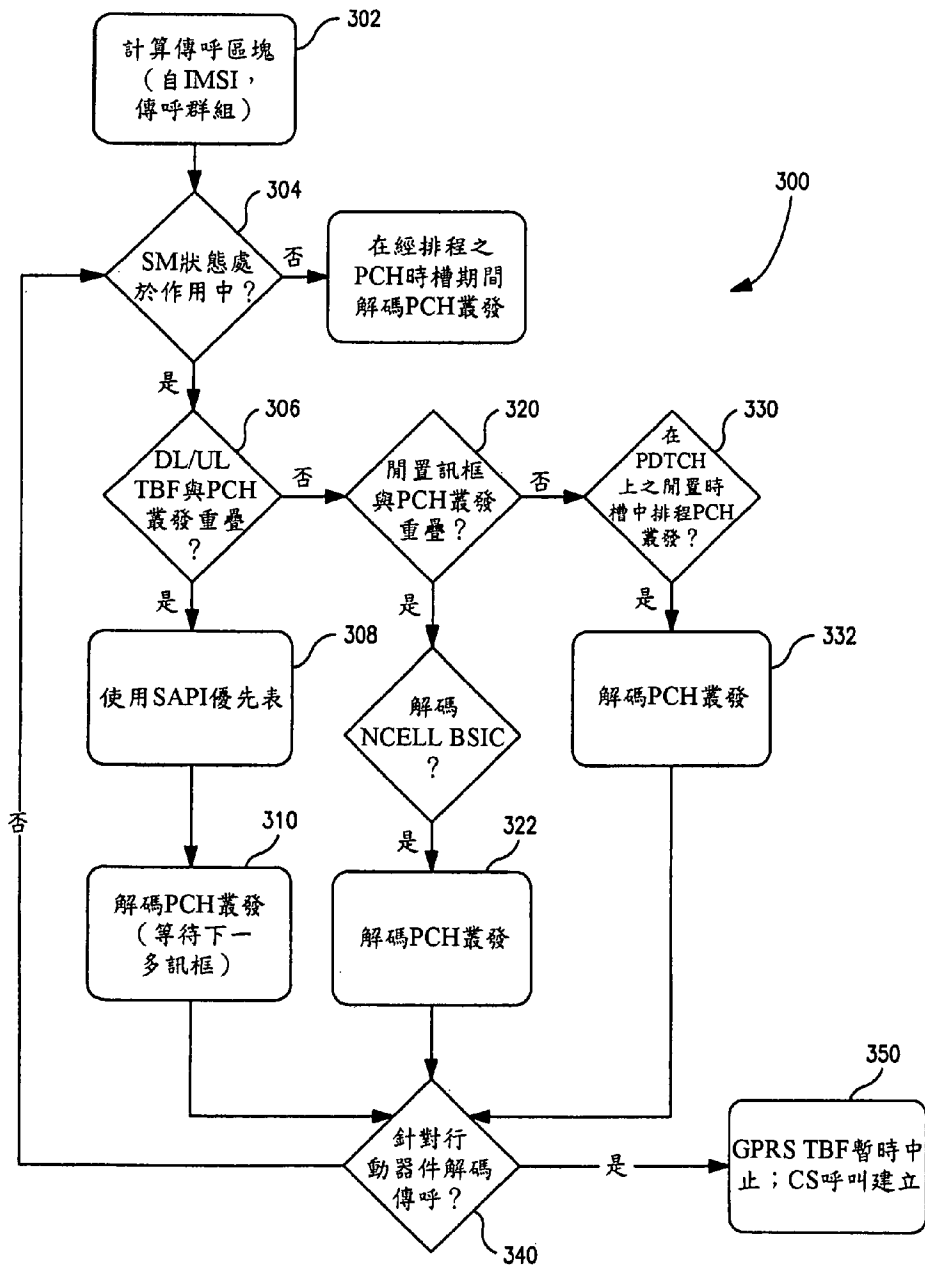 302
計算傳呼區塊
(自IMSI,
傳呼群組)
304
300
SM狀態處
於作用中?
否
在經排程之
PCH時槽期間
解碼PCH叢發
是
306
320
330
DL/UL
TBF與PCH
叢發重疊
?
否
閒置訊框
與PCH叢發
重疊?
否
在
PDTCH
上之閒置時
槽中排程PCH
叢發?
是
是
是
308
332
使用SAPI優先表
解碼
NCELL BSIC
?
解碼PCH叢發
否
310
是
322
解碼PCH叢發
(等待下一
多訊框)
解碼PCH叢發
350
針對行
動器件解碼
傳呼?
是
GPRS TBF暫時中
止;CS呼叫建立
340